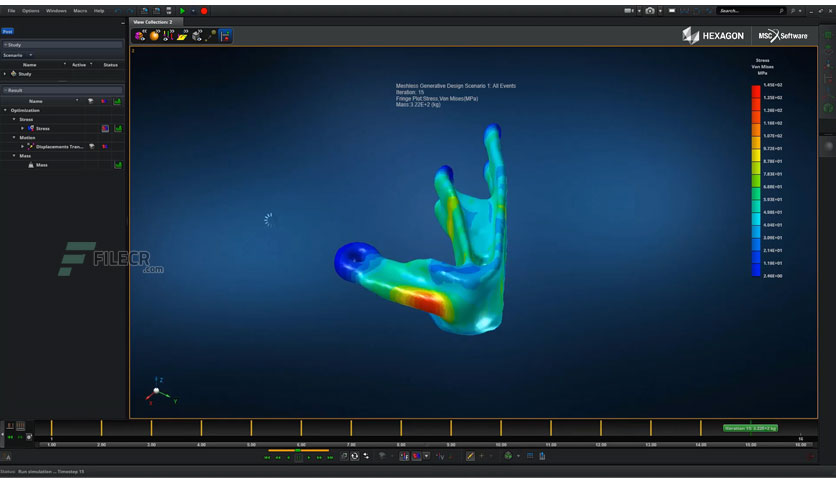 File Options Windows Macro Help
Search...
Post
View Collection: 2
Study
Scenario
Name Active Status
Study
Result
Name
Optimization
Stress
Stress
Motion
Displacements Tran...
Mass
Mass
HEXAGON MSC Software
Meshless Generative Design Scenario 1: All Events
Iteration: 15
Fringe Plot:Stress,Von Mises(MPa)
Mass:3.22E+2 (kg)
Stress
Von Mises
MPa
1.45E+02
1.35E+02
1.26E+02
1.16E+02
1.07E+02
9.72E+01
8.78E+01
7.83E+01
6.88E+01
5.93E+01
4.98E+01
4.04E+01
3.09E+01
2.14E+01
1.19E+01
2.40E+00
FILECR
.com
Z
X
Y
Iteration: 15 3.22E+2 kg
1 16
1.00 2.00 3.00 4.00 5.00 6.00 7.00 8.00 9.00 10.00 11.00 12.00 13.00 14.00 15.00
Status: Run simulation ... Timestep 15